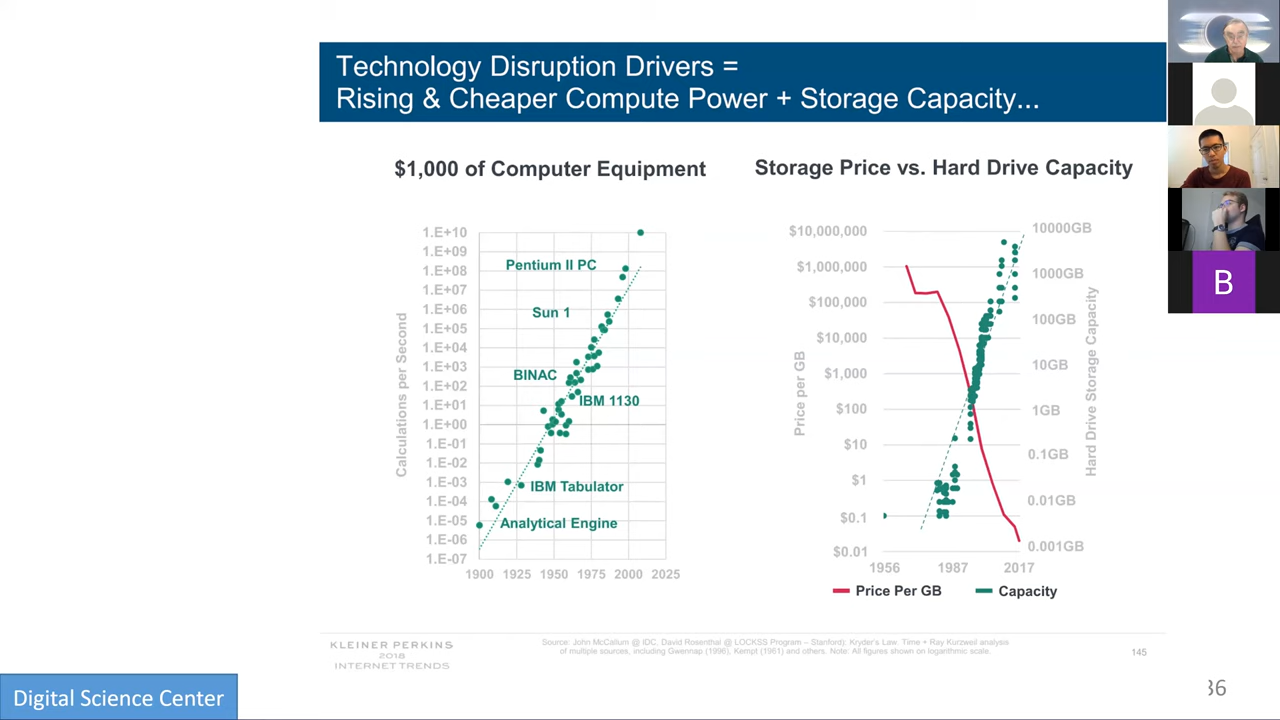 Technology Disruption Drivers =
Rising & Cheaper Compute Power + Storage Capacity...
$1,000 of Computer Equipment
Calculations per Second
1.E+10
1.E+09
1.E+08
1.E+07
1.E+06
1.E+05
1.E+04
1.E+03
1.E+02
1.E+01
1.E+00
1.E-01
1.E-02
1.E-03
1.E-04
1.E-05
1.E-06
1.E-07
Pentium II PC
Sun 1
BINAC
IBM 1130
IBM Tabulator
Analytical Engine
1900 1925 1950 1975 2000 2025
Storage Price vs. Hard Drive Capacity
Price per GB
$10,000,000
$1,000,000
$100,000
$10,000
$1,000
$100
$10
$1
$0.1
$0.01
10000GB
1000GB
100GB
10GB
1GB
0.1GB
0.01GB
0.001GB
Hard Drive Storage Capacity
1956 1987 2017
Price Per GB Capacity
KLEINER PERKINS
2018
INTERNET TRENDS
Source: John McCallum @ IDC, David Rosenthal @ LOCKSS Program – Stanford): Kryder's Law. Time + Ray Kurzweil analysis
of multiple sources, including Gwennap (1996), Kempt (1961) and others. Note: All figures shown on logarithmic scale.
145
Digital Science Center
36
B